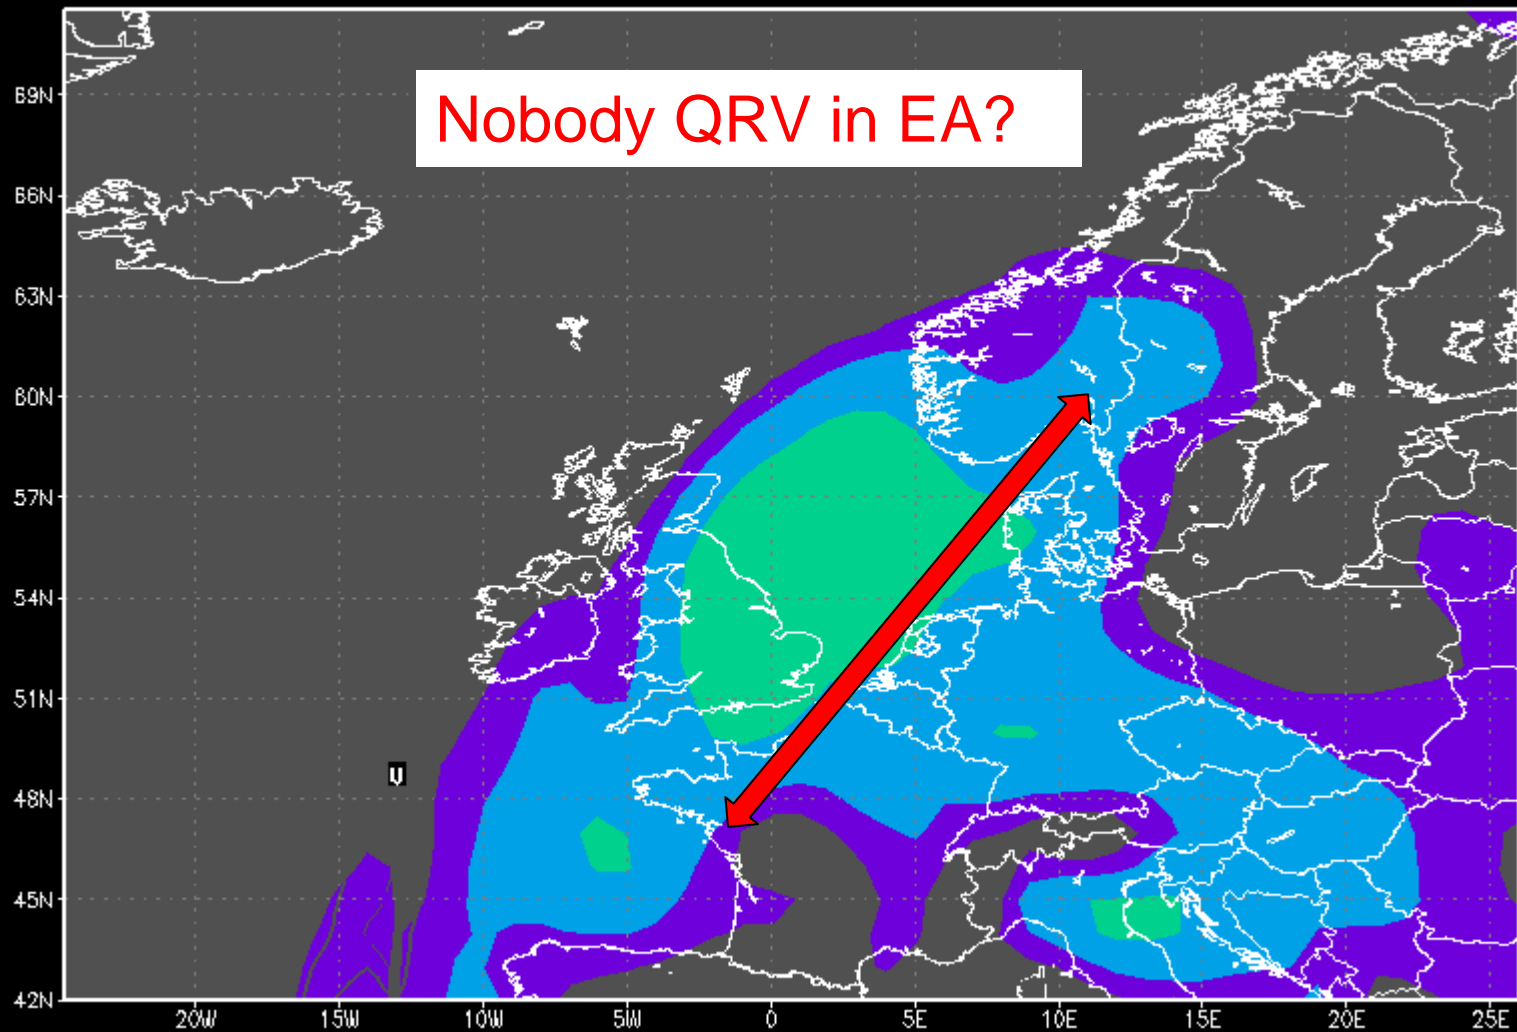 Nobody QRV in EA?
69N
66N
63N
60N
57N
54N
51N
48N
45N
42N
U
20W 15W 10W 5W 0 5E 10E 15E 20E 25E